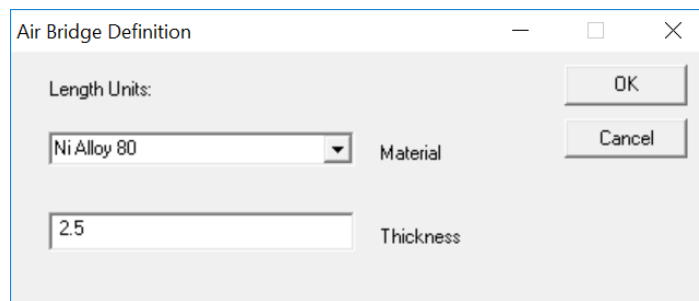 Air Bridge Definition
Length Units:
OK
Ni Alloy 80
Material
Cancel
2.5
Thickness